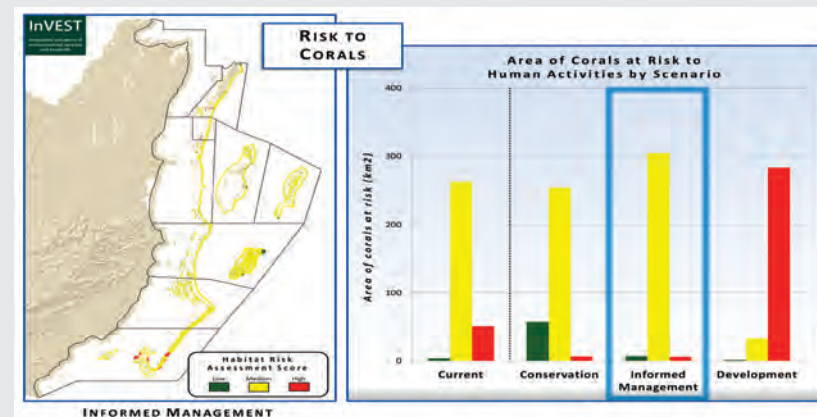 InVEST
RISK TO
CORALS
Habitat Risk
Assessment Score
Low Medium High
INFORMED MANAGEMENT
Area of Corals at Risk to
Human Activities by Scenario
Area of corals at risk (km2)
400
300
200
100
0
Current
Conservation
Informed
Management
Development